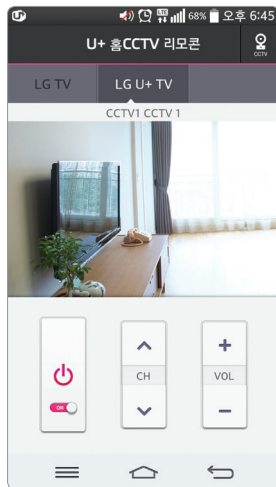 LTE 68% 오후 6:45
U+ 홈CCTV 리모콘
CCTV
LG TV LG U+ TV
CCTV1 CCTV 1
CH VOL
ON